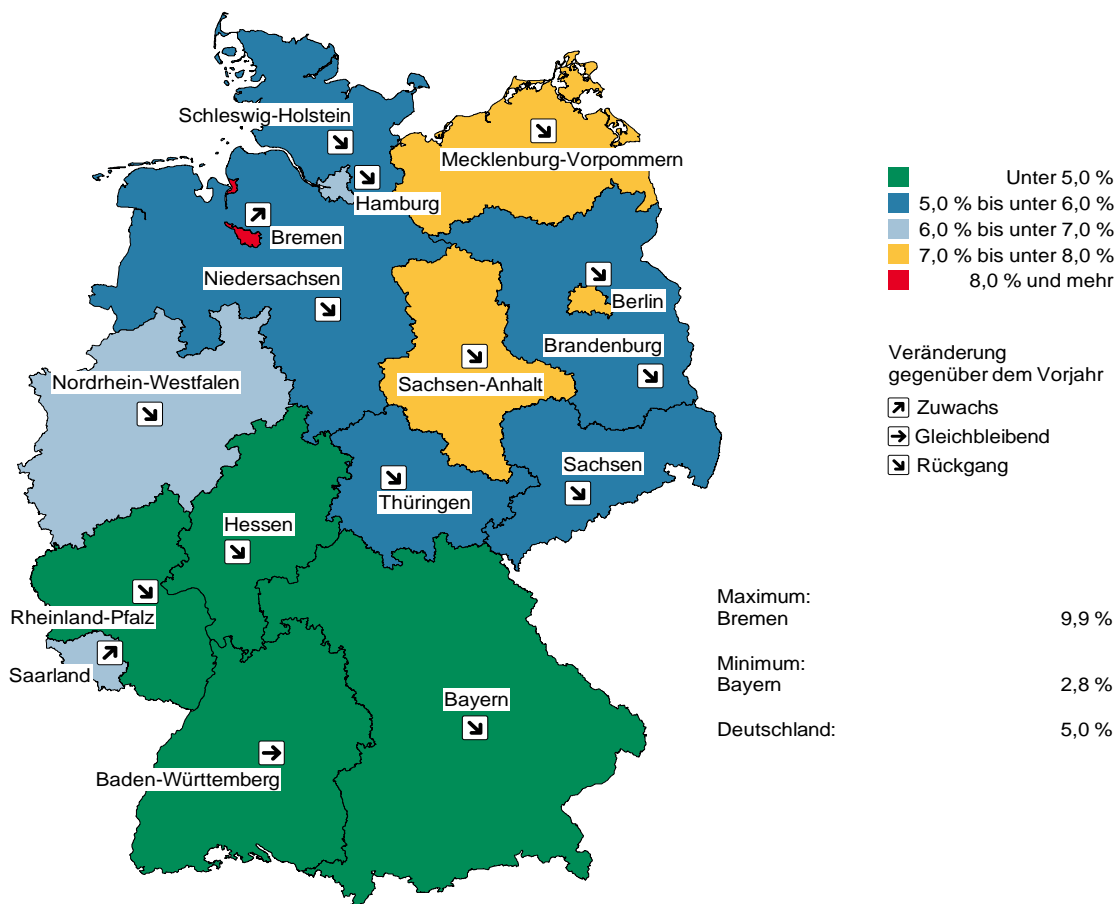 Schleswig-Holstein
Mecklenburg-Vorpommern
Hamburg
Bremen
Niedersachsen
Berlin
Brandenburg
Nordrhein-Westfalen
Sachsen-Anhalt
Sachsen
Thüringen
Hessen
Rheinland-Pfalz
Saarland
Bayern
Baden-Württemberg
Unter 5,0 %
5,0 % bis unter 6,0 %
6,0 % bis unter 7,0 %
7,0 % bis unter 8,0 %
8,0 % und mehr
Veränderung
gegenüber dem Vorjahr
Zuwachs
Gleichbleibend
Rückgang
Maximum:
Bremen 9,9 %
Minimum:
Bayern 2,8 %
Deutschland: 5,0 %